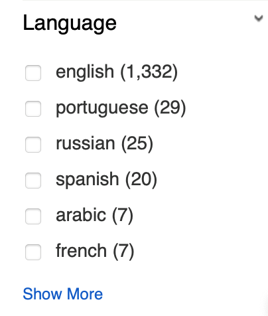 Language
english (1,332)
portuguese (29)
russian (25)
spanish (20)
arabic (7)
french (7)
Show More